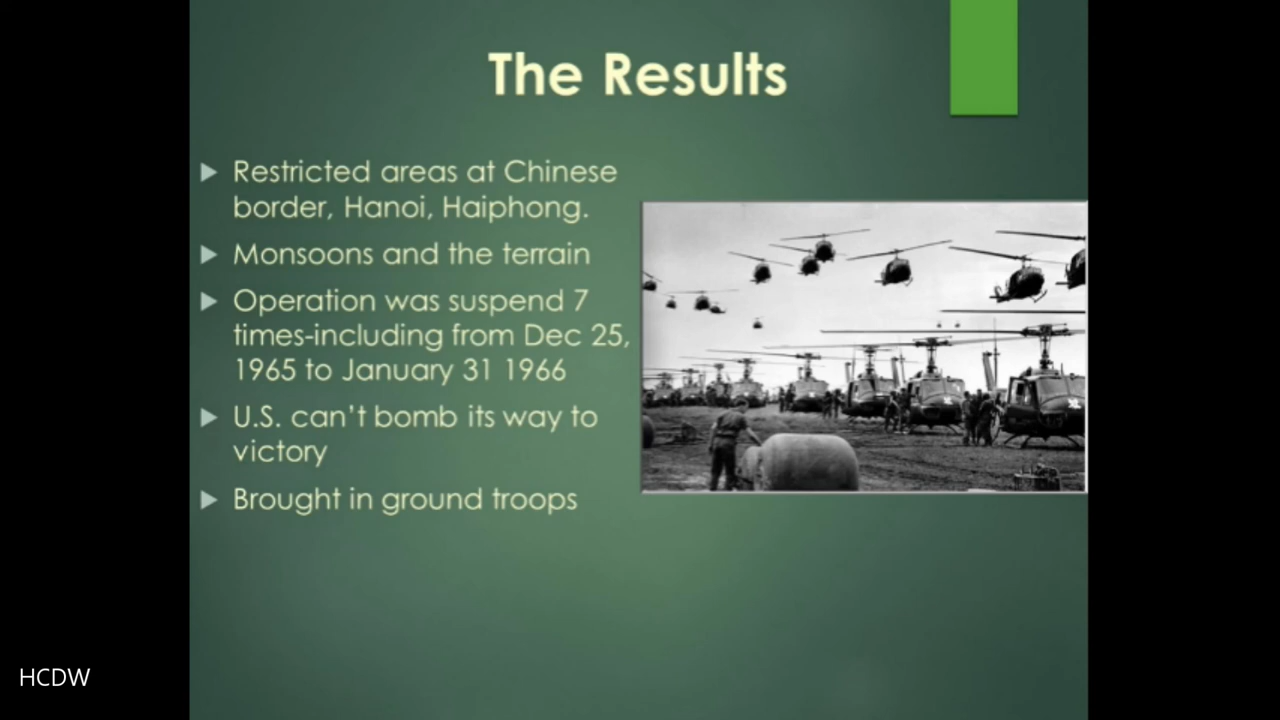 The Results
Restricted areas at Chinese
border, Hanoi, Haiphong.
Monsoons and the terrain
Operation was suspend 7
times-including from Dec 25,
1965 to January 31 1966
U.S. can't bomb its way to
victory
Brought in ground troops
HCDW